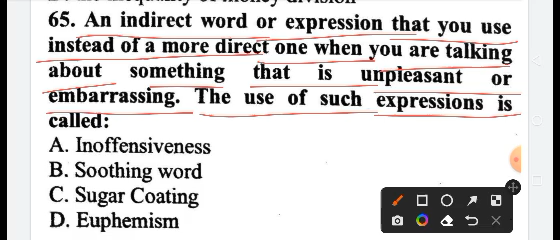 65. An indirect word or expression that you use
instead of a more direct one when you are talking
about something that is unpleasant or
embarrassing. The use of such expressions is
called:
A. Inoffensiveness
B. Soothing word
C. Sugar Coating
D. Euphemism